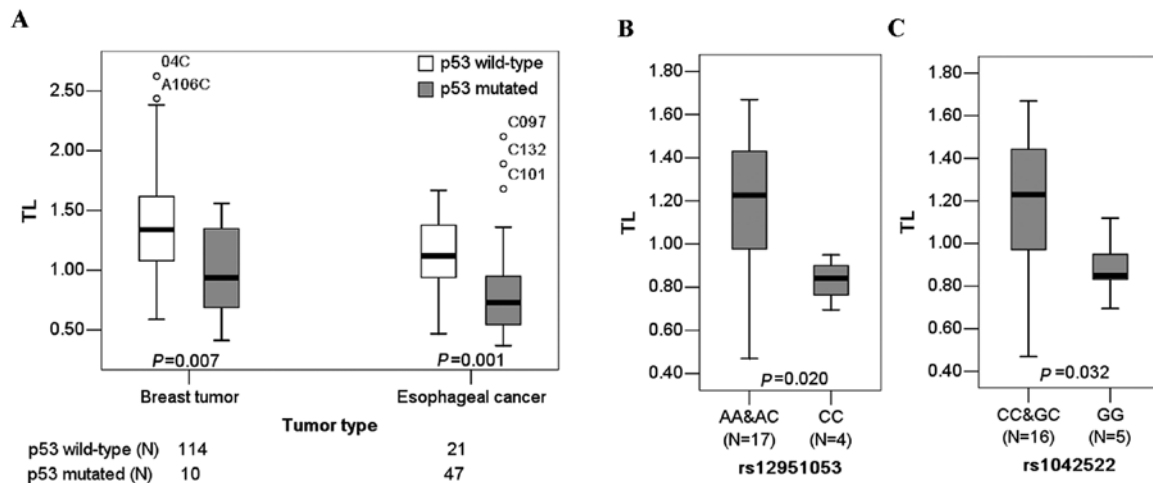 A
TL
2.50
2.00
1.50
1.00
0.50
04C
A106C
p53 wild-type
p53 mutated
C097
C132
C101
P=0.007
P=0.001
Breast tumor
Esophageal cancer
Tumor type
p53 wild-type (N) 114 21
p53 mutated (N) 10 47
B
TL
1.80
1.60
1.40
1.20
1.00
0.80
0.60
0.40
P=0.020
AA&AC CC
(N=17) (N=4)
rs12951053
C
TL
1.80
1.60
1.40
1.20
1.00
0.80
0.60
0.40
P=0.032
CC&GC GG
(N=16) (N=5)
rs1042522